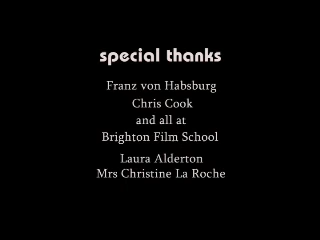 special thanks
Franz von Habsburg
Chris Cook
and all at
Brighton Film School
Laura Alderton
Mrs Christine La Roche